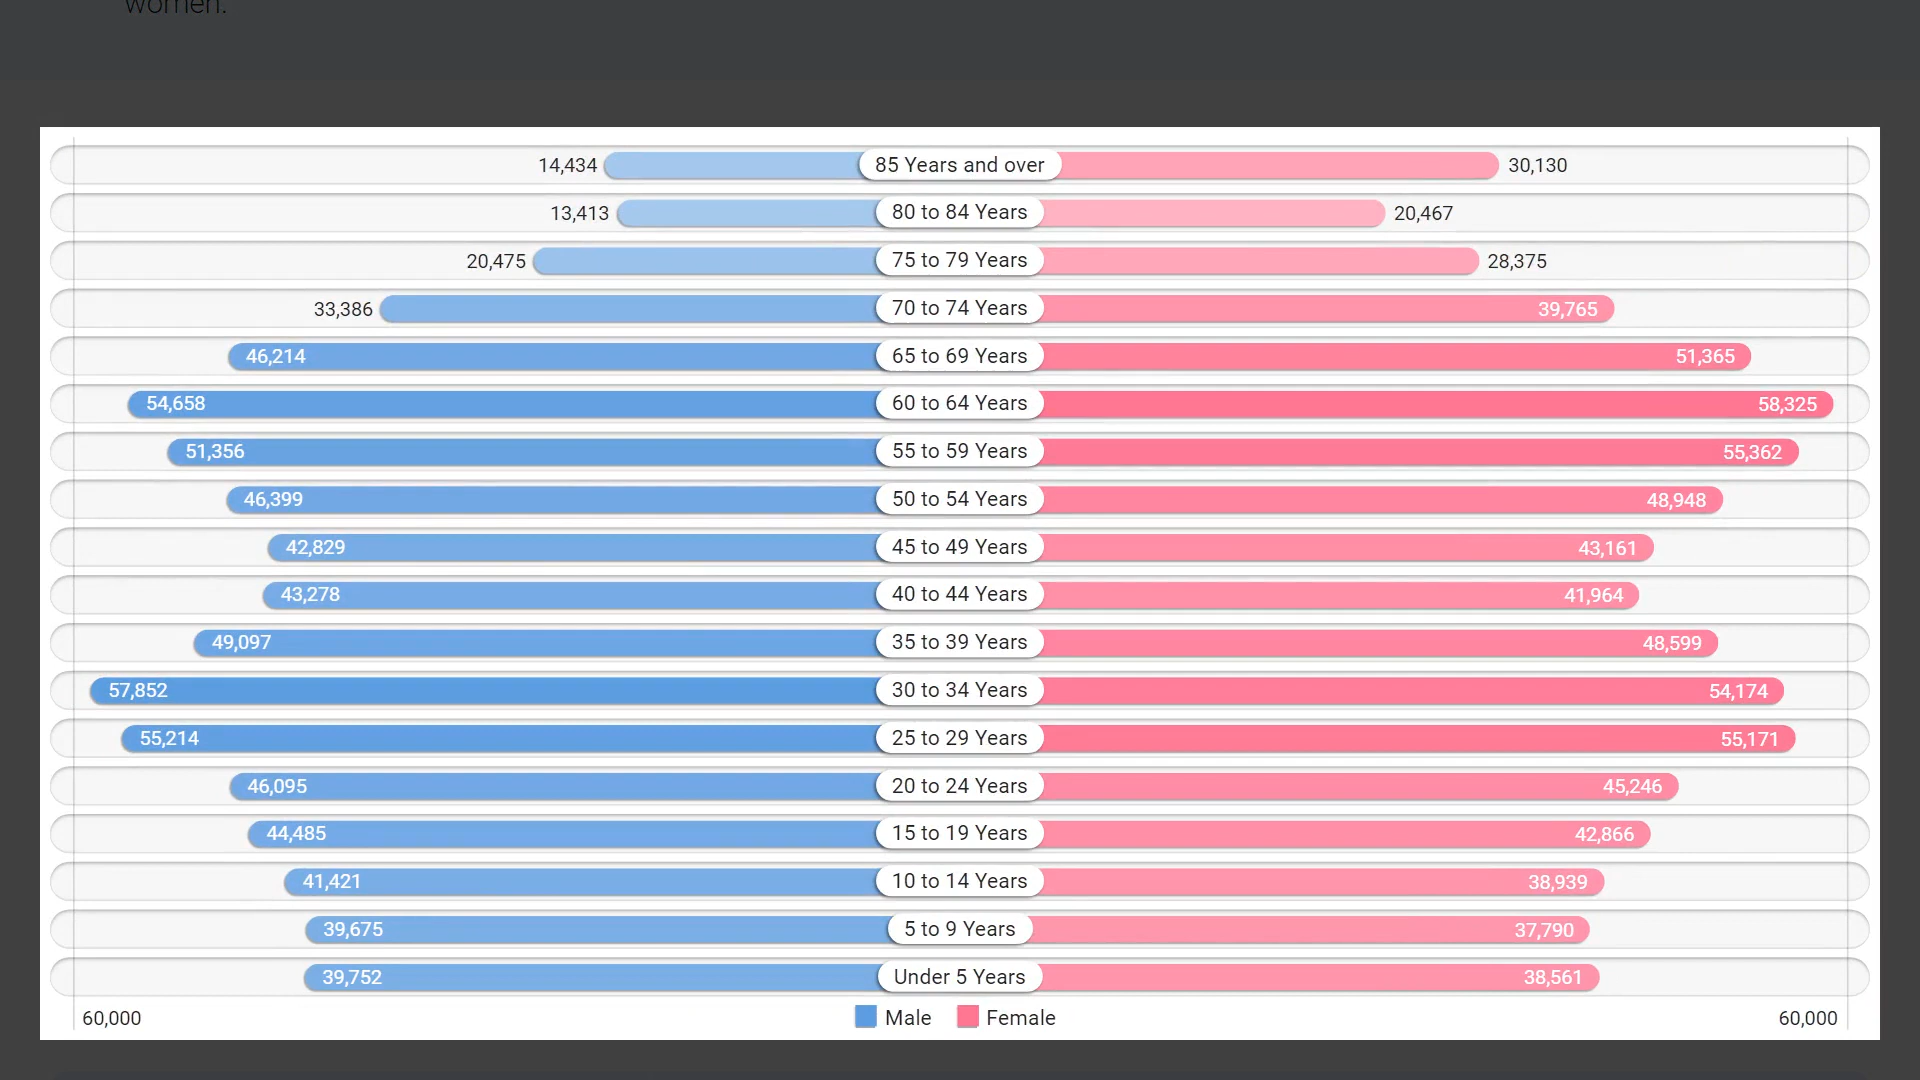 women.
14,434 85 Years and over 30,130
13,413 80 to 84 Years 20,467
20,475 75 to 79 Years 28,375
33,386 70 to 74 Years 39,765
46,214 65 to 69 Years 51,365
54,658 60 to 64 Years 58,325
51,356 55 to 59 Years 55,362
46,399 50 to 54 Years 48,948
42,829 45 to 49 Years 43,161
43,278 40 to 44 Years 41,964
49,097 35 to 39 Years 48,599
57,852 30 to 34 Years 54,174
55,214 25 to 29 Years 55,171
46,095 20 to 24 Years 45,246
44,485 15 to 19 Years 42,866
41,421 10 to 14 Years 38,939
39,675 5 to 9 Years 37,790
39,752 Under 5 Years 38,561
60,000 Male Female 60,000